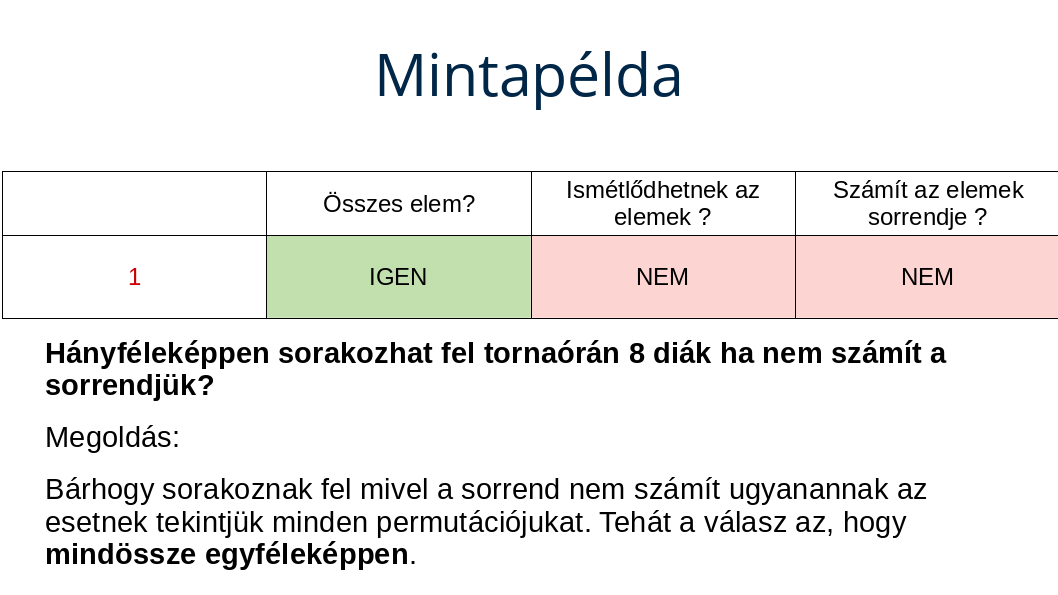 Mintapélda
Összes elem?
Ismétlődhetnek az
elemek ?
Számít az elemek
sorrendje ?
1
IGEN
NEM
NEM
Hányféleképpen sorakozhat fel tornaórán 8 diák ha nem számít a
sorrendjük?
Megoldás:
Bárhogy sorakoznak fel mivel a sorrend nem számít ugyanannak az
esetnek tekintjük minden permutációjukat. Tehát a válasz az, hogy
mindössze egyféleképpen.